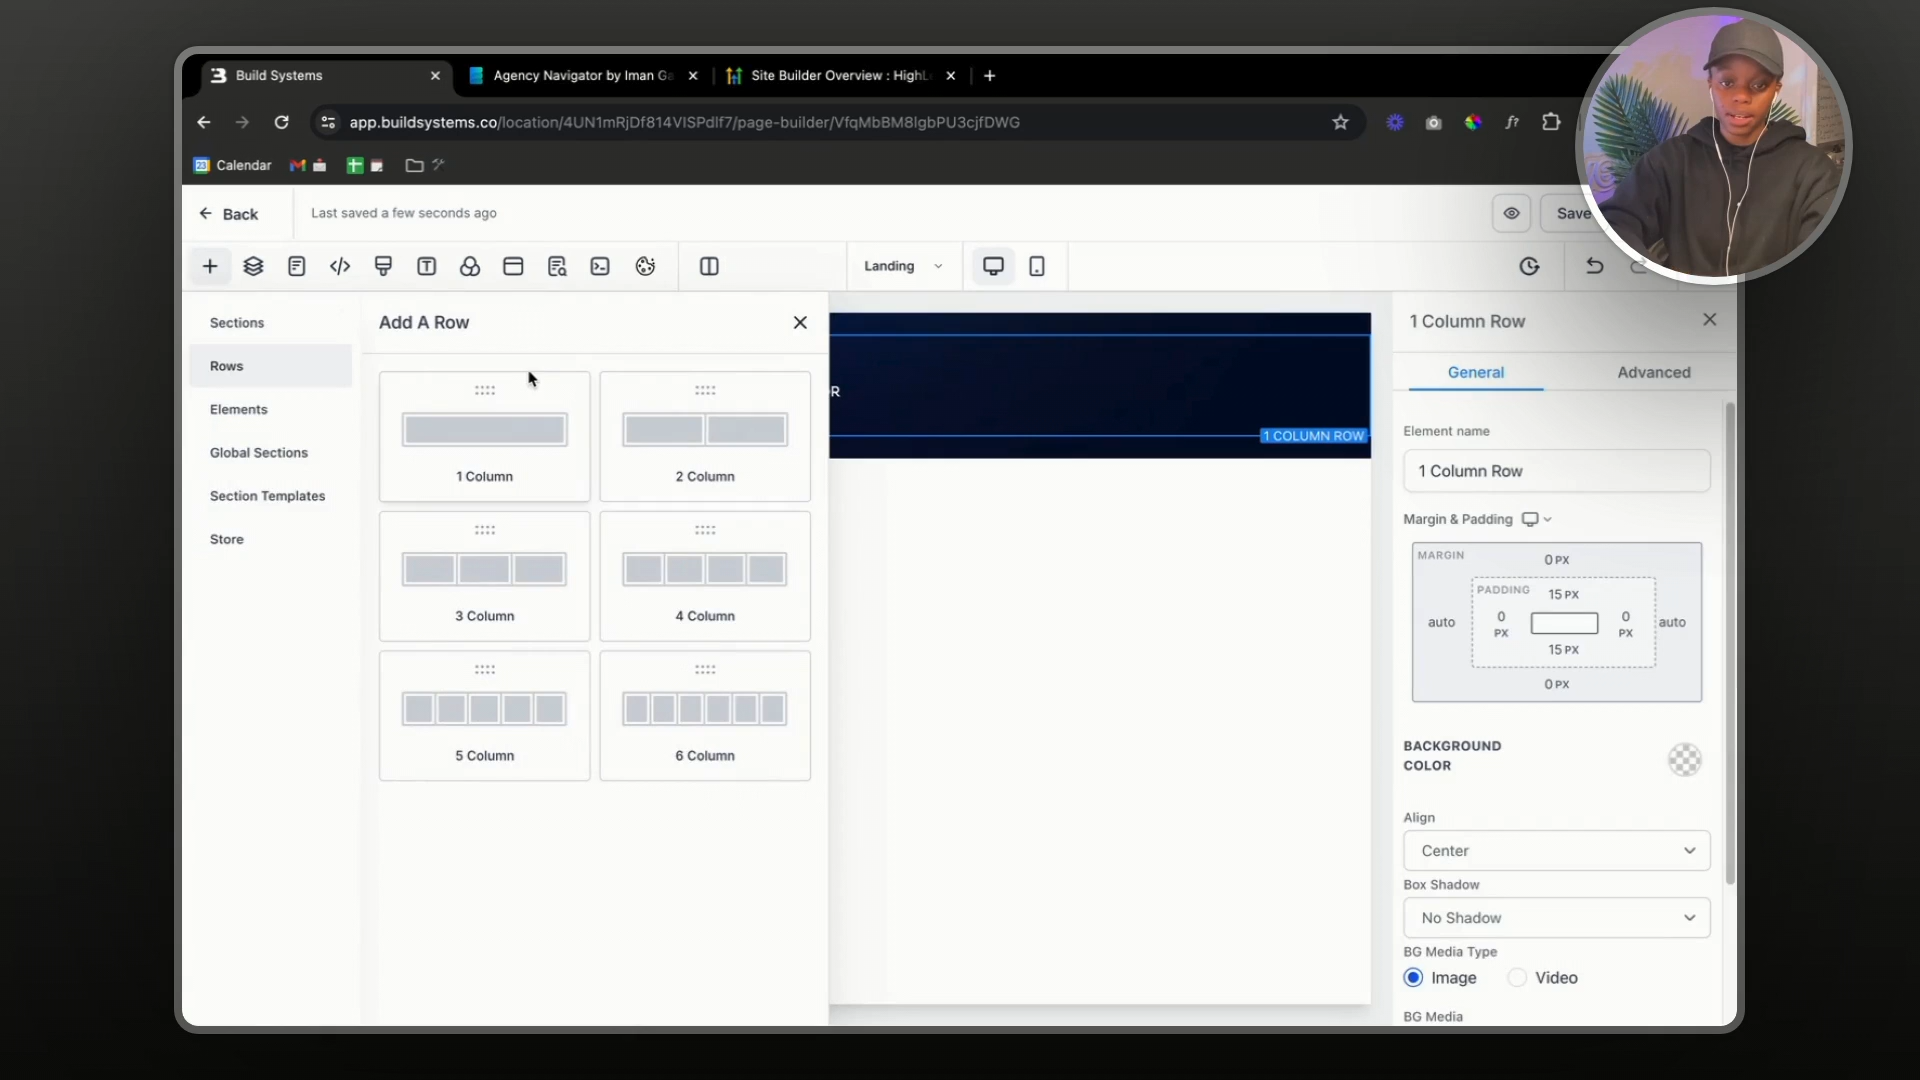 Build Systems
Agency Navigator by Iman Ga
Site Builder Overview : HighLe
app.buildsystems.co/location/4UN1mRjDf814VISPdlf7/page-builder/VfqMbBM8lgbPU3cjfDWG
f?
23 Calendar
Back
Last saved a few seconds ago
Save
Landing
Sections
Rows
Elements
Global Sections
Section Templates
Store
Add A Row
1 Column
2 Column
3 Column
4 Column
5 Column
6 Column
OR
1 COLUMN ROW
1 Column Row
General
Advanced
Element name
1 Column Row
Margin & Padding
MARGIN
0 PX
PADDING
15 PX
auto
0 PX
0 PX
auto
15 PX
0 PX
BACKGROUND
COLOR
Align
Center
Box Shadow
No Shadow
BG Media Type
Image
Video
BG Media